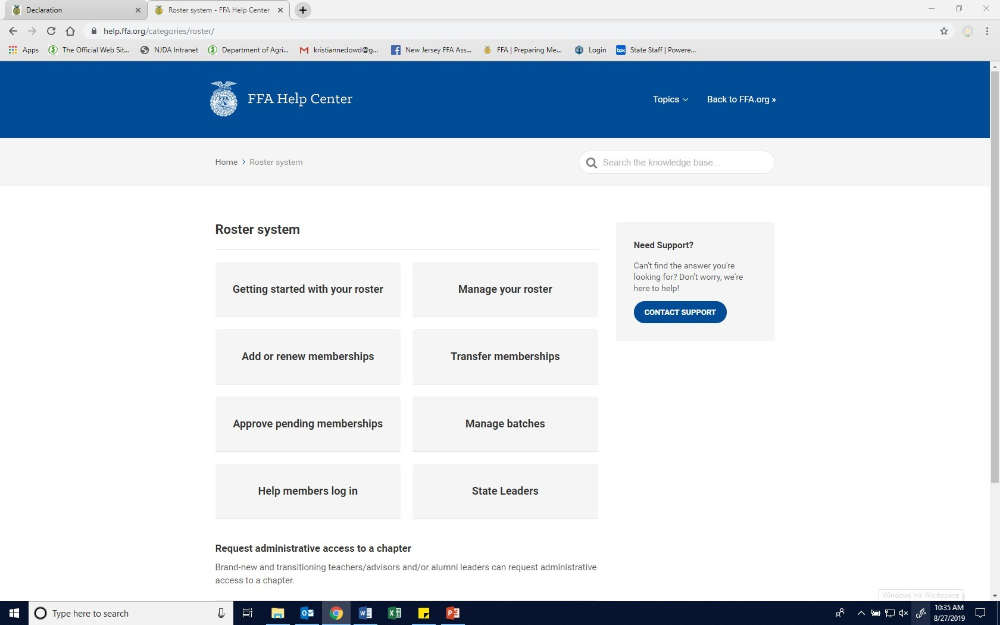 Declaration
Roster system - FFA Help Center
help.ffa.org/categories/roster/
Apps
The Official Web Sit...
NJDA Intranet
Department of Agri...
kristiannedowd@g...
New Jersey FFA Ass...
FFA | Preparing Me...
Login
box
State Staff | Powere...
FFA
FFA Help Center
Topics
Back to FFA.org »
Home > Roster system
Search the knowledge base...
Roster system
Getting started with your roster
Manage your roster
Add or renew memberships
Transfer memberships
Approve pending memberships
Manage batches
Help members log in
State Leaders
Need Support?
Can't find the answer you're
looking for? Don't worry, we're
here to help!
CONTACT SUPPORT
Request administrative access to a chapter
Brand-new and transitioning teachers/advisors and/or alumni leaders can request administrative
access to a chapter.
Windows Ink Workspace
Type here to search
10:35 AM
8/27/2019